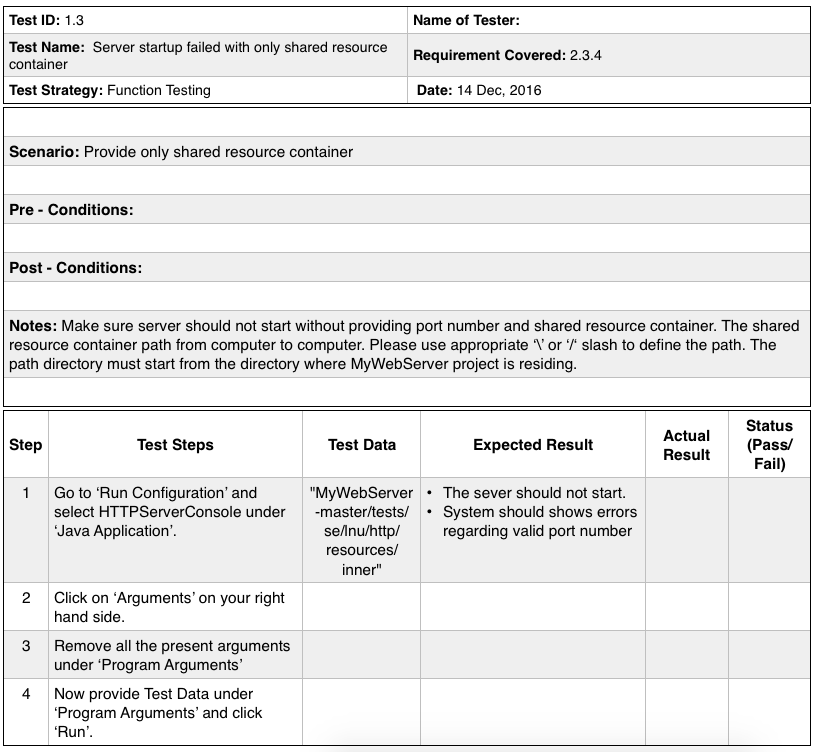 Test ID: 1.3
Name of Tester:
Test Name: Server startup failed with only shared resource
container
Requirement Covered: 2.3.4
Test Strategy: Function Testing
Date: 14 Dec, 2016
Scenario: Provide only shared resource container
Pre - Conditions:
Post - Conditions:
Notes: Make sure server should not start without providing port number and shared resource container. The shared
resource container path from computer to computer. Please use appropriate ‘\’ or ‘/‘ slash to define the path. The
path directory must start from the directory where MyWebServer project is residing.
Step
Test Steps
Test Data
Expected Result
Actual
Result
Status
(Pass/
Fail)
1
Go to ‘Run Configuration’ and
select HTTPServerConsole under
‘Java Application’.
"MyWebServer
-master/tests/
se/lnu/http/
resources/
inner"
• The sever should not start.
• System should shows errors
regarding valid port number
2
Click on ‘Arguments’ on your right
hand side.
3
Remove all the present arguments
under ‘Program Arguments’
4
Now provide Test Data under
‘Program Arguments’ and click
‘Run’.